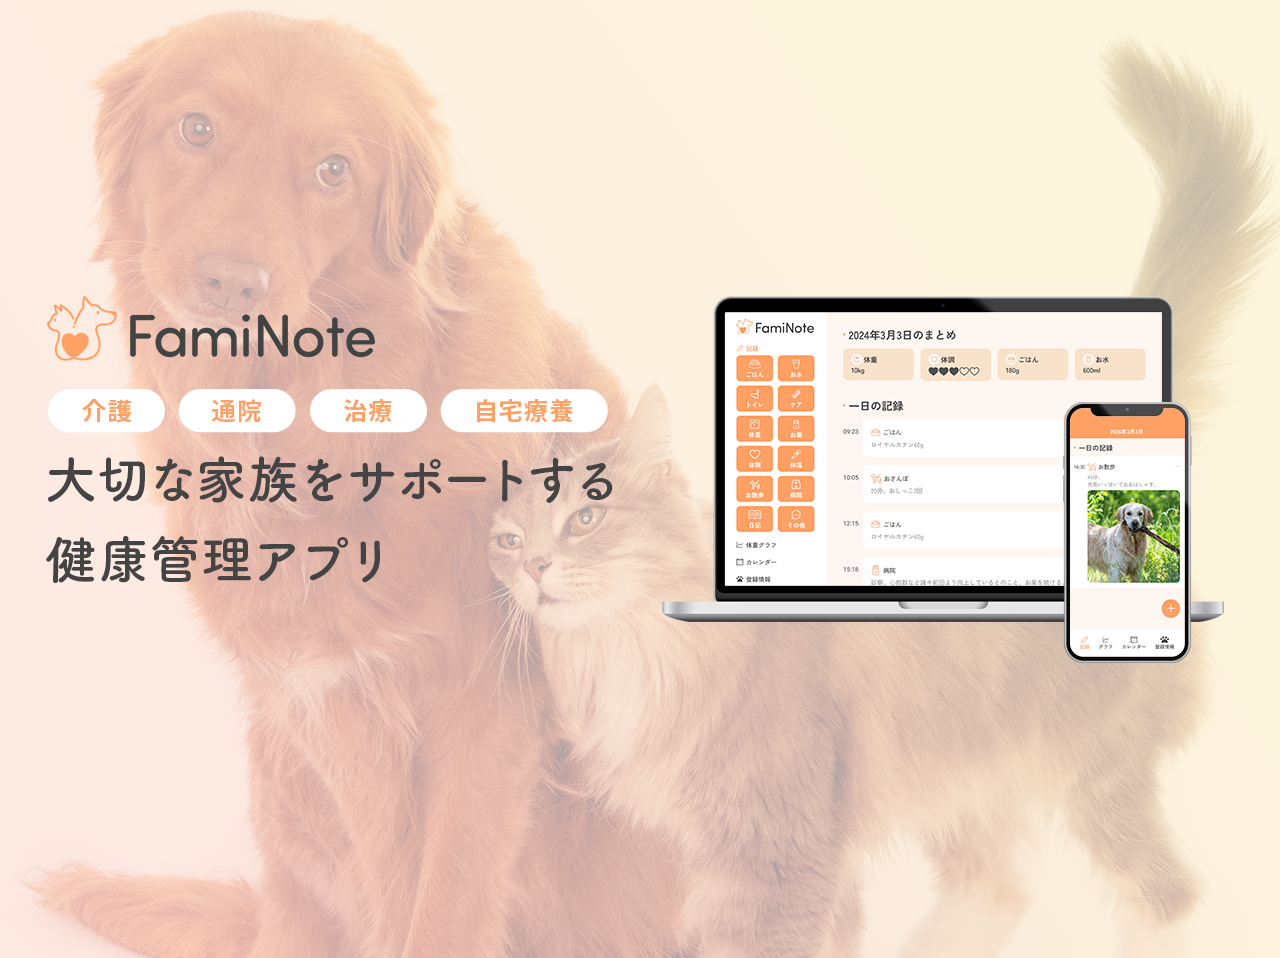 FamiNote
介護 通院 治療 自宅療養
大切な家族をサポートする
健康管理アプリ
FamiNote
記録
ごはん お水
トイレ ケア
体重 お薬
体調 体温
お散歩 病院
日記 その他
体重グラフ
カレンダー
登録情報
2024年3月3日のまとめ
体重 10kg
体調
ごはん 180g
お水 600ml
一日の記録
09:23 ごはん
ロイヤルカナン60g
10:05 おさんぽ
20分。おしっこ2回
12:15 ごはん
ロイヤルカナン60g
15:18 病院
診察。心拍数など諸々前回より向上しているとのこと。お薬を続ける
2024年3月3日
一日の記録
16:30 お散歩
43分。
元気いっぱいでおおはしゃぎ。
記録 グラフ カレンダー 登録情報